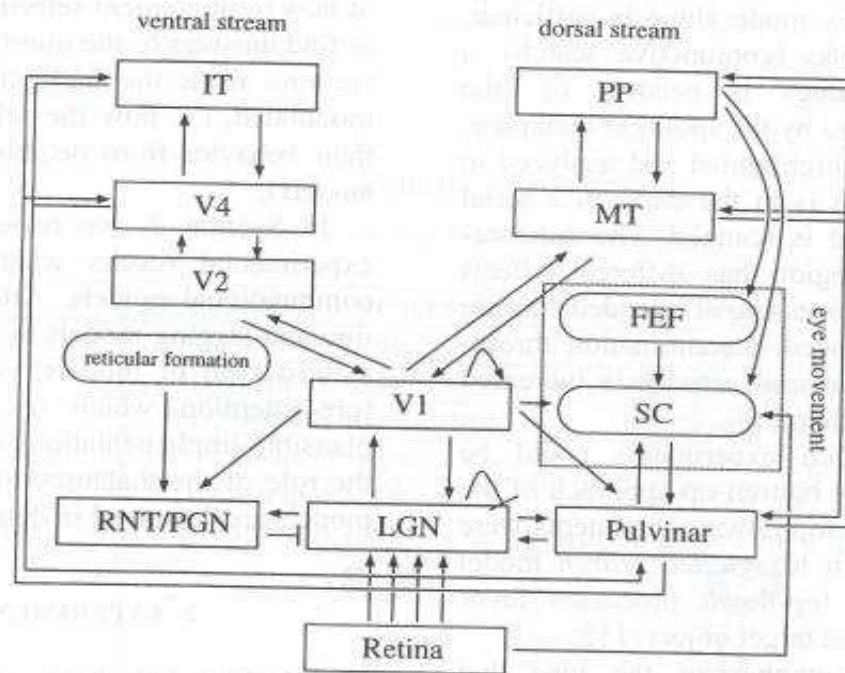 ventral stream
dorsal stream
IT
PP
V4
MT
V2
FEF
reticular formation
V1
SC
eye movement
RNT/PGN
LGN
Pulvinar
Retina